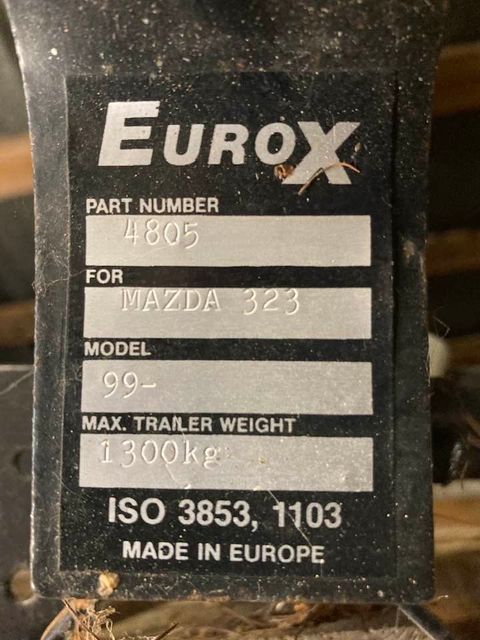 EUROX
PART NUMBER
4805
FOR
MAZDA 323
MODEL
99-
MAX. TRAILER WEIGHT
1300kg
ISO 3853, 1103
MADE IN EUROPE